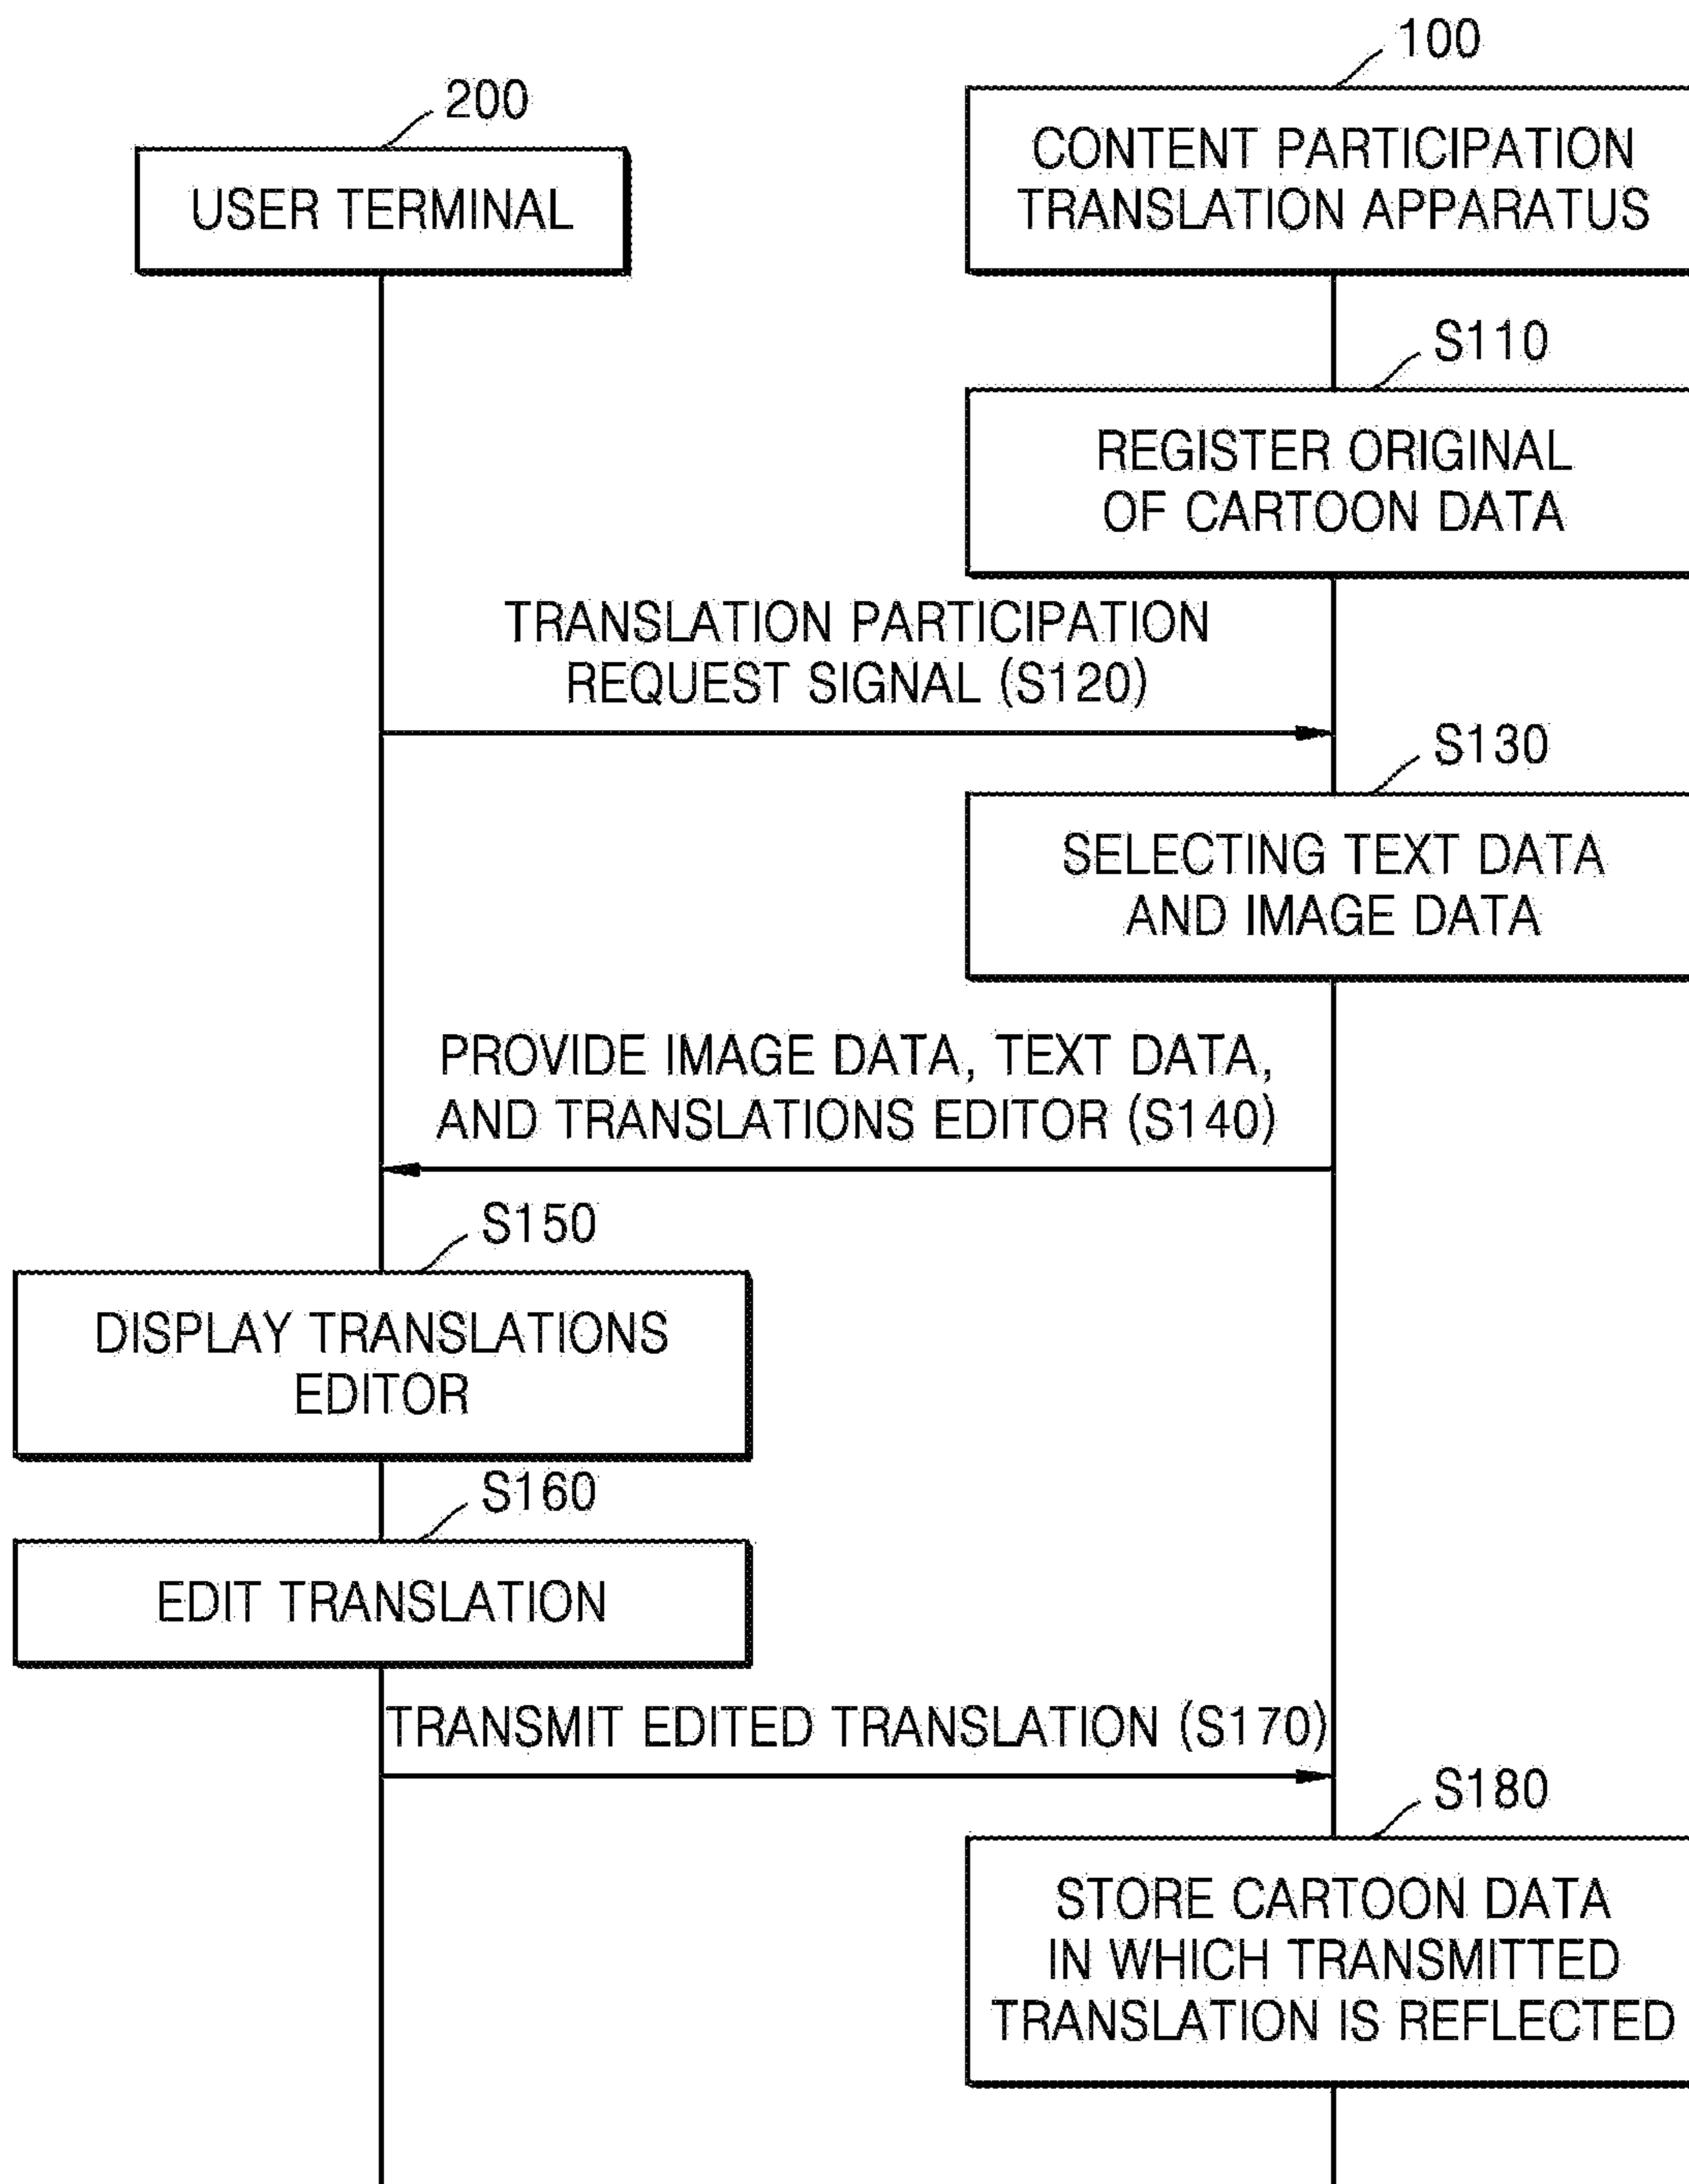 100
200
CONTENT PARTICIPATION
TRANSLATION APPARATUS
USER TERMINAL
S110
REGISTER ORIGINAL
OF CARTOON DATA
TRANSLATION PARTICIPATION
REQUEST SIGNAL (S120)
S130
SELECTING TEXT DATA
AND IMAGE DATA
PROVIDE IMAGE DATA, TEXT DATA,
AND TRANSLATIONS EDITOR (S140)
S150
DISPLAY TRANSLATIONS
EDITOR
S160
EDIT TRANSLATION
TRANSMIT EDITED TRANSLATION (S170)
S180
STORE CARTOON DATA
IN WHICH TRANSMITTED
TRANSLATION IS REFLECTED